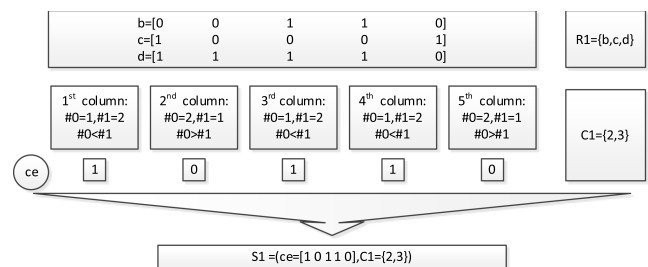 b=[0 0 1 1 0]
c=[1 0 0 0 1]
d=[1 1 1 1 0]
R1={b,c,d}
1st column:
#0=1,#1=2
#0<#1
2nd column:
#0=2,#1=1
#0>#1
3rd column:
#0=1,#1=2
#0<#1
4th column:
#0=1,#1=2
#0<#1
5th column:
#0=2,#1=1
#0>#1
C1={2,3}
ce
1 0 1 1 0
S1 =(ce=[1 0 1 1 0],C1={2,3})